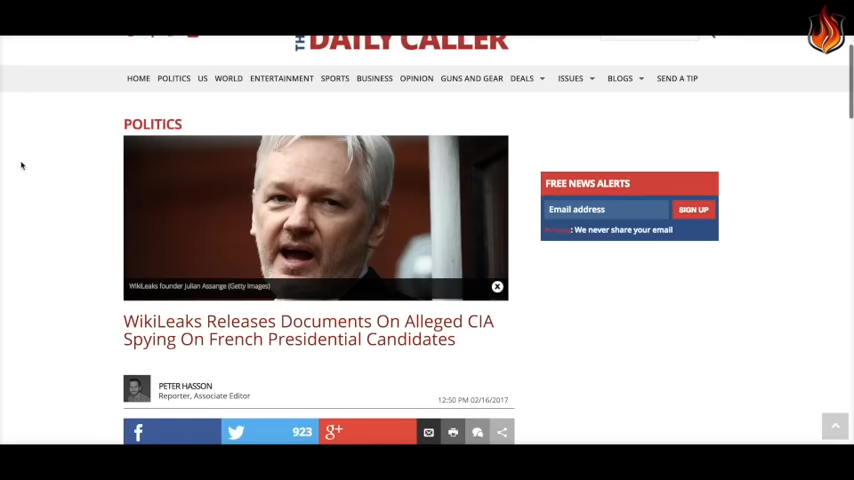 THE DAILY CALLER
HOME POLITICS US WORLD ENTERTAINMENT SPORTS BUSINESS OPINION GUNS AND GEAR DEALS ISSUES BLOGS SEND A TIP
POLITICS
WikiLeaks founder Julian Assange (Getty Images)
FREE NEWS ALERTS
Email address SIGN UP
: We never share your email
WikiLeaks Releases Documents On Alleged CIA
Spying On French Presidential Candidates
PETER HASSON
Reporter, Associate Editor
12:50 PM 02/16/2017
f 923 g+